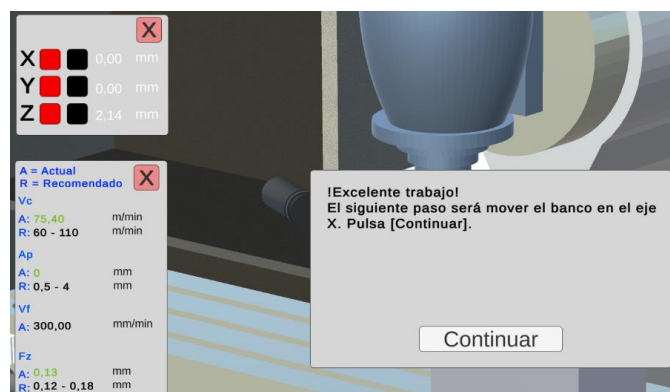 X
X 0,00 mm
Y 0,00 mm
Z 2,14 mm
A = Actual
R = Recomendado X
Vc
A: 75,40 m/min
R: 60 - 110 m/min
Ap
A: 0 mm
R: 0,5 - 4 mm
Vf
A: 300,00 mm/min
Fz
A: 0,13 mm
R: 0,12 - 0,18 mm
!Excelente trabajo!
El siguiente paso será mover el banco en el eje
X. Pulsa [Continuar].
Continuar